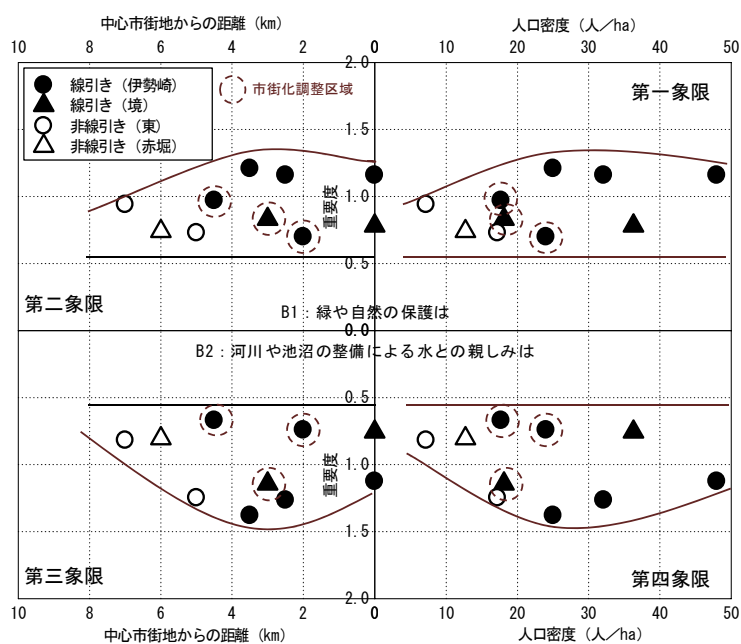 中心市街地からの距離（km） 人口密度（人／ha）
10 8 6 4 2 0 10 20 30 40 50
2.0
線引き（伊勢崎） 市街化調整区域 第一象限
線引き（境）
非線引き（東）
非線引き（赤堀）
1.5
1.0
重要度
0.5
第二象限
B1：緑や自然の保護は
0.0
B2：河川や池沼の整備による水との親しみは
0.5
1.0
重要度
1.5
第三象限 第四象限
2.0
10 8 6 4 2 0 10 20 30 40 50
中心市街地からの距離（km） 人口密度（人／ha）